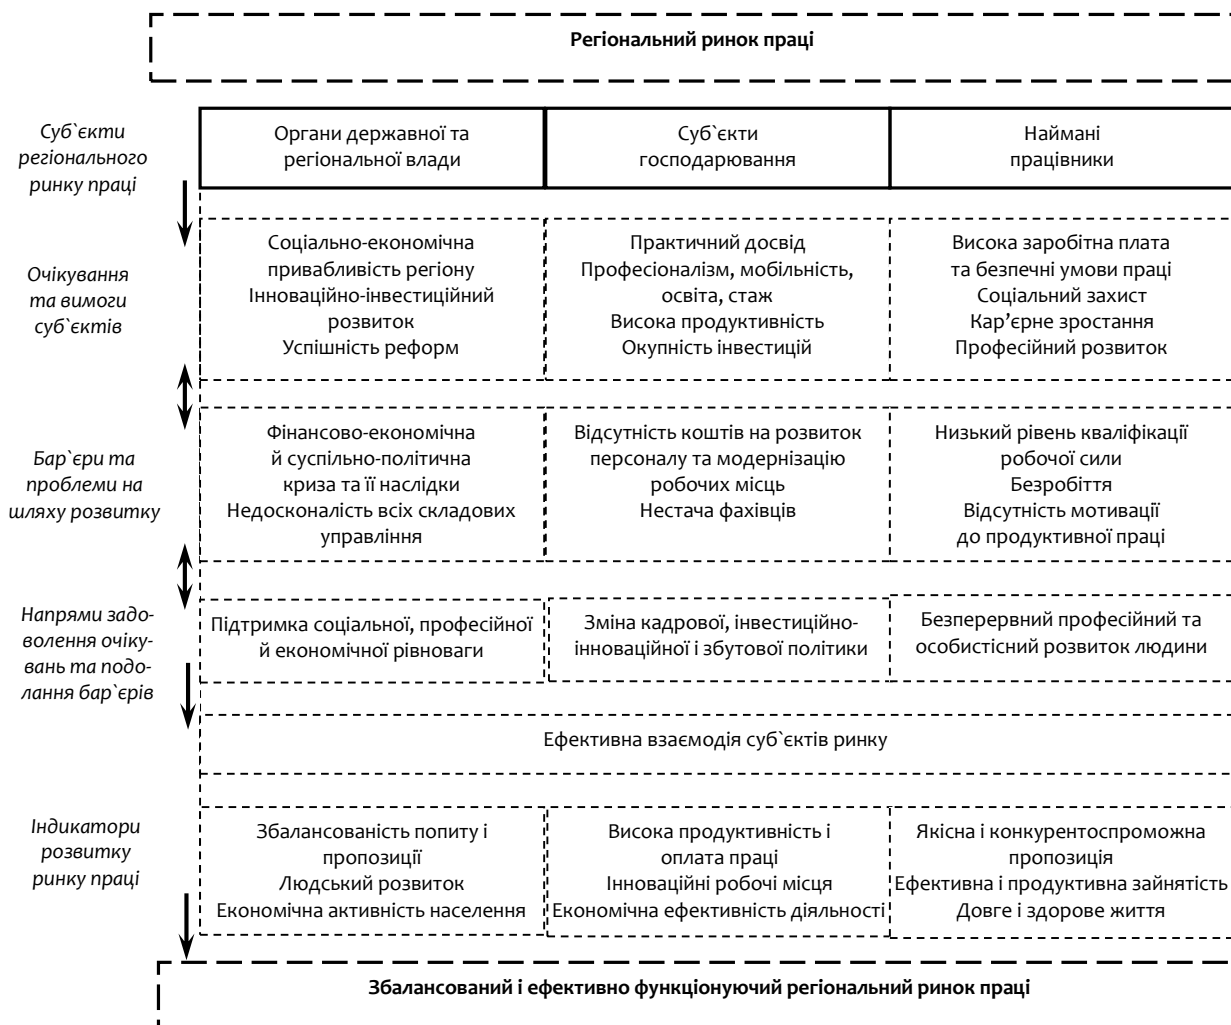 Регіональний ринок праці
Суб`єкти
регіонального
ринку праці
Органи державної та
регіональної влади
Суб`єкти
господарювання
Наймані
працівники
Очікування
та вимоги
суб`єктів
Соціально-економічна
привабливість регіону
Інноваційно-інвестиційний
розвиток
Успішність реформ
Практичний досвід
Професіоналізм, мобільність,
освіта, стаж
Висока продуктивність
Окупність інвестицій
Висока заробітна плата
та безпечні умови праці
Соціальний захист
Кар’єрне зростання
Професійний розвиток
Бар`єри та
проблеми на
шляху розвитку
Фінансово-економічна
й суспільно-політична
криза та її наслідки
Недосконалість всіх складових
управління
Відсутність коштів на розвиток
персоналу та модернізацію
робочих місць
Нестача фахівців
Низький рівень кваліфікації
робочої сили
Безробіття
Відсутність мотивації
до продуктивної праці
Напрями задо-
волення очіку-
вань та подо-
лання бар`єрів
Підтримка соціальної, професійної
й економічної рівноваги
Зміна кадрової, інвестиційно-
інноваційної і збутової політики
Безперервний професійний та
особистісний розвиток людини
Ефективна взаємодія суб`єктів ринку
Індикатори
розвитку
ринку праці
Збалансованість попиту і
пропозиції
Людський розвиток
Економічна активність населення
Висока продуктивність і
оплата праці
Інноваційні робочі місця
Економічна ефективність діяльності
Якісна і конкурентоспроможна
пропозиція
Ефективна і продуктивна зайнятість
Довге і здорове життя
Збалансований і ефективно функціонуючий регіональний ринок праці